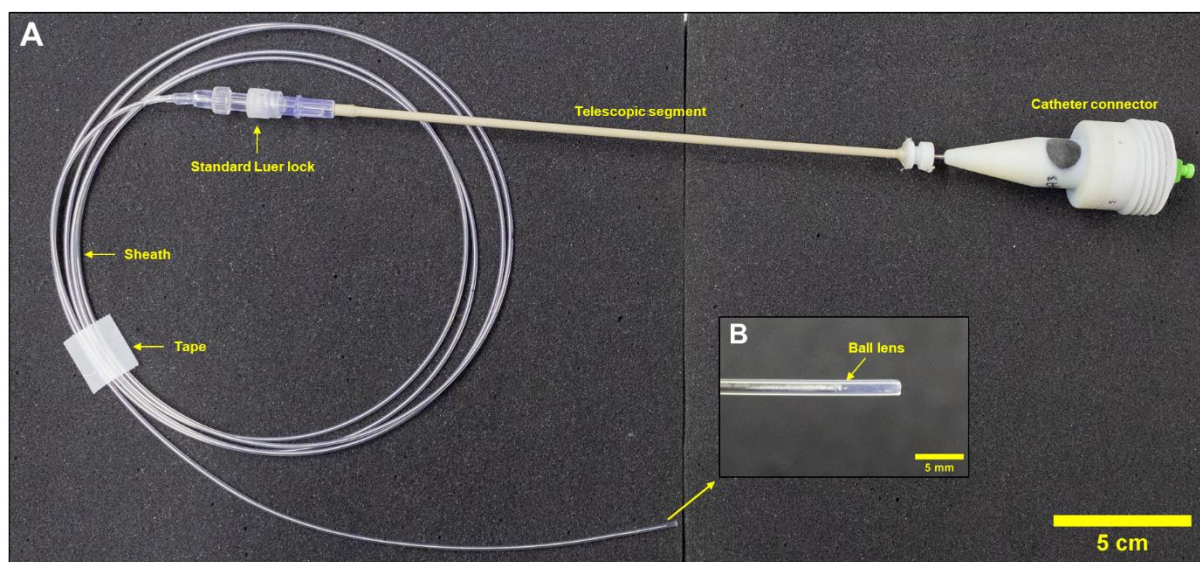 A
Telescopic segment
Catheter connector
Standard Luer lock
Sheath
Tape
B
Ball lens
5 mm
5 cm